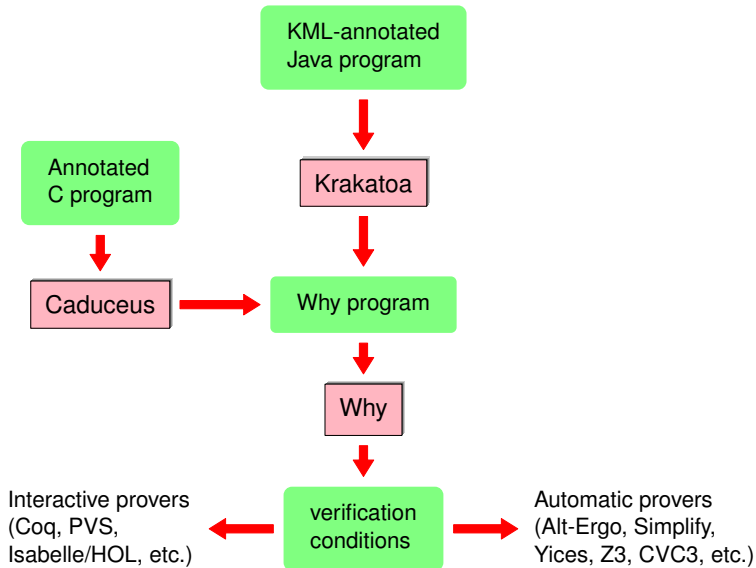 KML-annotated
Java program
Annotated
C program
Krakatoa
Caduceus
Why program
Why
Interactive provers
(Coq, PVS,
Isabelle/HOL, etc.)
verification
conditions
Automatic provers
(Alt-Ergo, Simplify,
Yices, Z3, CVC3, etc.)